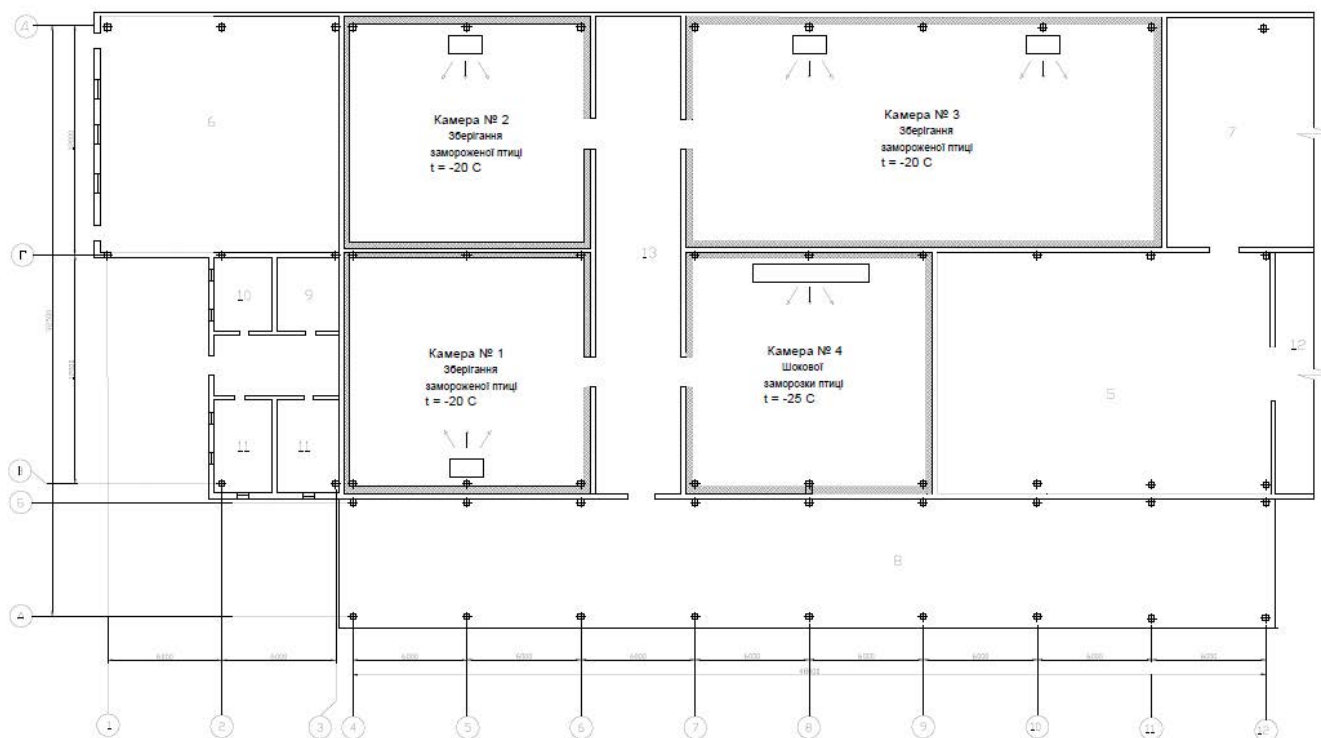 Д
6
Камера № 2
Зберігання
замороженої птиці
t = -20 С
Камера № 3
Зберігання
замороженої птиці
t = -20 С
7
Г
13
10
9
Камера № 1
Зберігання
замороженої птиці
t = -20 С
Камера № 4
Шокової
заморозки птиці
t = -25 С
12
5
11
11
В
Б
8
А
6000
6000
6000
6000
6000
6000
6000
6000
6000
6000
1
2
3
4
5
6
7
8
9
10
11
12